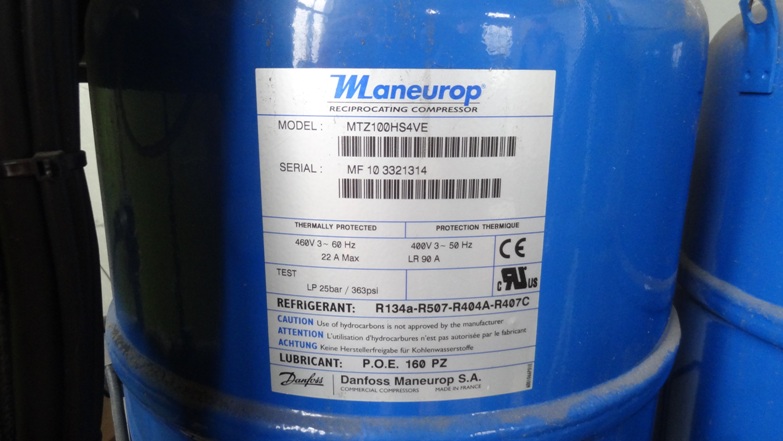 Maneurop®
RECIPROCATING COMPRESSOR
MODEL : MTZ100HS4VE
SERIAL : MF 10 3321314
THERMALLY PROTECTED PROTECTION THERMIQUE
460V 3~ 60 Hz 400V 3~ 50 Hz CE
22 A Max LR 90 A
TEST
LP 25bar / 363psi c RU US
REFRIGERANT: R134a-R507-R404A-R407C
CAUTION Use of hydrocarbons is not approved by the manufacturer
ATTENTION L'utilisation d'hydrocarbures n'est pas autorisée par le fabricant
ACHTUNG Keine Herstellerfreigabe für Kohlenwasserstoffe
LUBRICANT: P.O.E. 160 PZ
Danfoss Danfoss Maneurop S.A.
COMMERCIAL COMPRESSORS MADE IN FRANCE